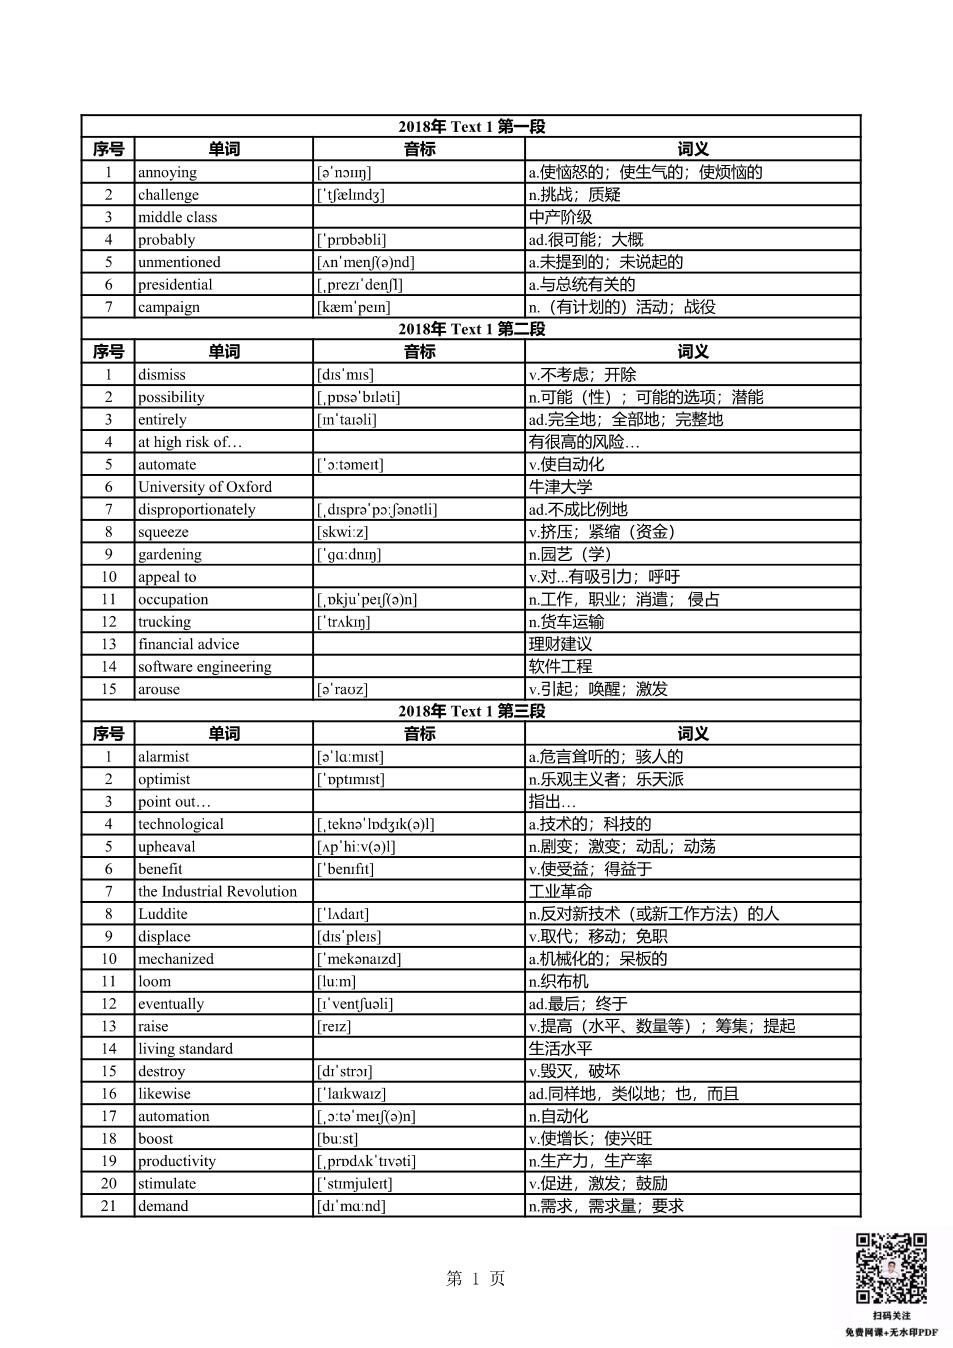 2018年 Text 1 第一段
序号 单词 音标 词义
1 annoying [əˈnɔɪɪŋ] a.使恼怒的；使生气的；使烦恼的
2 challenge [ˈtʃælɪndʒ] n.挑战；质疑
3 middle class 中产阶级
4 probably [ˈprɒbəbli] ad.很可能；大概
5 unmentioned [ʌnˈmenʃ(ə)nd] a.未提到的；未说起的
6 presidential [ˌprezɪˈdenʃl] a.与总统有关的
7 campaign [kæmˈpeɪn] n.（有计划的）活动；战役
2018年 Text 1 第二段
序号 单词 音标 词义
1 dismiss [dɪsˈmɪs] v.不考虑；开除
2 possibility [ˌpɒsəˈbɪləti] n.可能（性）；可能的选项；潜能
3 entirely [ɪnˈtaɪəli] ad.完全地；全部地；完整地
4 at high risk of… 有很高的风险…
5 automate [ˈɔːtəmeɪt] v.使自动化
6 University of Oxford 牛津大学
7 disproportionately [ˌdɪsprəˈpɔːʃənətli] ad.不成比例地
8 squeeze [skwiːz] v.挤压；紧缩（资金）
9 gardening [ˈɡɑːdnɪŋ] n.园艺（学）
10 appeal to v.对...有吸引力；呼吁
11 occupation [ˌɒkjuˈpeɪʃ(ə)n] n.工作，职业；消遣； 侵占
12 trucking [ˈtrʌkɪŋ] n.货车运输
13 financial advice 理财建议
14 software engineering 软件工程
15 arouse [əˈraʊz] v.引起；唤醒；激发
2018年 Text 1 第三段
序号 单词 音标 词义
1 alarmist [əˈlɑːmɪst] a.危言耸听的；骇人的
2 optimist [ˈɒptɪmɪst] n.乐观主义者；乐天派
3 point out… 指出…
4 technological [ˌteknəˈlɒdʒɪk(ə)l] a.技术的；科技的
5 upheaval [ʌpˈhiːv(ə)l] n.剧变；激变；动乱；动荡
6 benefit [ˈbenɪfɪt] v.使受益；得益于
7 the Industrial Revolution 工业革命
8 Luddite [ˈlʌdaɪt] n.反对新技术（或新工作方法）的人
9 displace [dɪsˈpleɪs] v.取代；移动；免职
10 mechanized [ˈmekənaɪzd] a.机械化的；呆板的
11 loom [luːm] n.织布机
12 eventually [ɪˈventʃuəli] ad.最后；终于
13 raise [reɪz] v.提高（水平、数量等）；筹集；提起
14 living standard 生活水平
15 destroy [dɪˈstrɔɪ] v.毁灭，破坏
16 likewise [ˈlaɪkwaɪz] ad.同样地，类似地；也，而且
17 automation [ˌɔːtəˈmeɪʃ(ə)n] n.自动化
18 boost [buːst] v.使增长；使兴旺
19 productivity [ˌprɒdʌkˈtɪvəti] n.生产力，生产率
20 stimulate [ˈstɪmjuleɪt] v.促进，激发；鼓励
21 demand [dɪˈmɑːnd] n.需求，需求量；要求
第 1 页
扫码关注
免费网课+无水印PDF